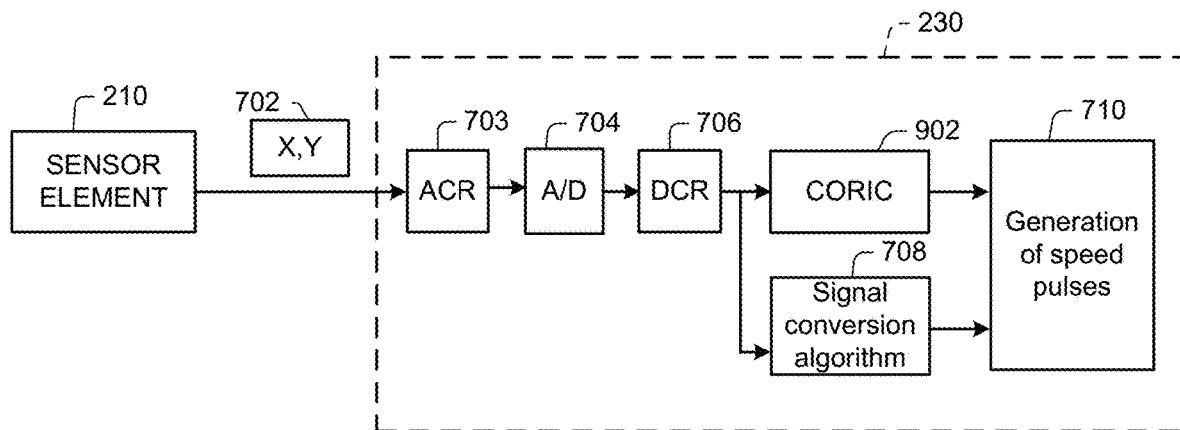 230
210
702
703
704
706
902
710
SENSOR
ELEMENT
X,Y
ACR
A/D
DCR
CORIC
Generation
of speed
pulses
708
Signal
conversion
algorithm